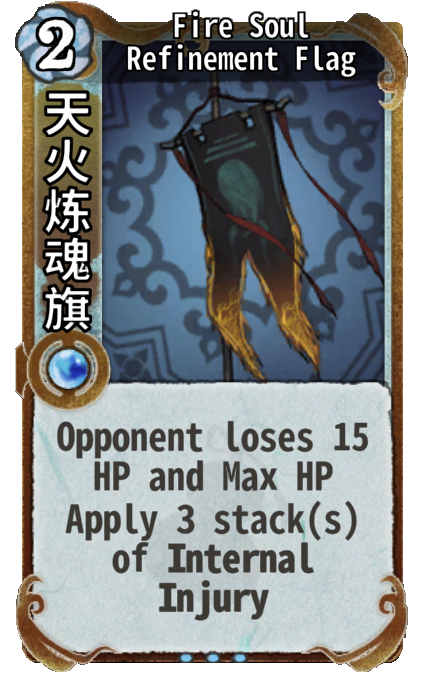 2
Fire Soul
Refinement Flag
天火炼魂旗
Opponent loses 15
HP and Max HP
Apply 3 stack(s)
of Internal
Injury